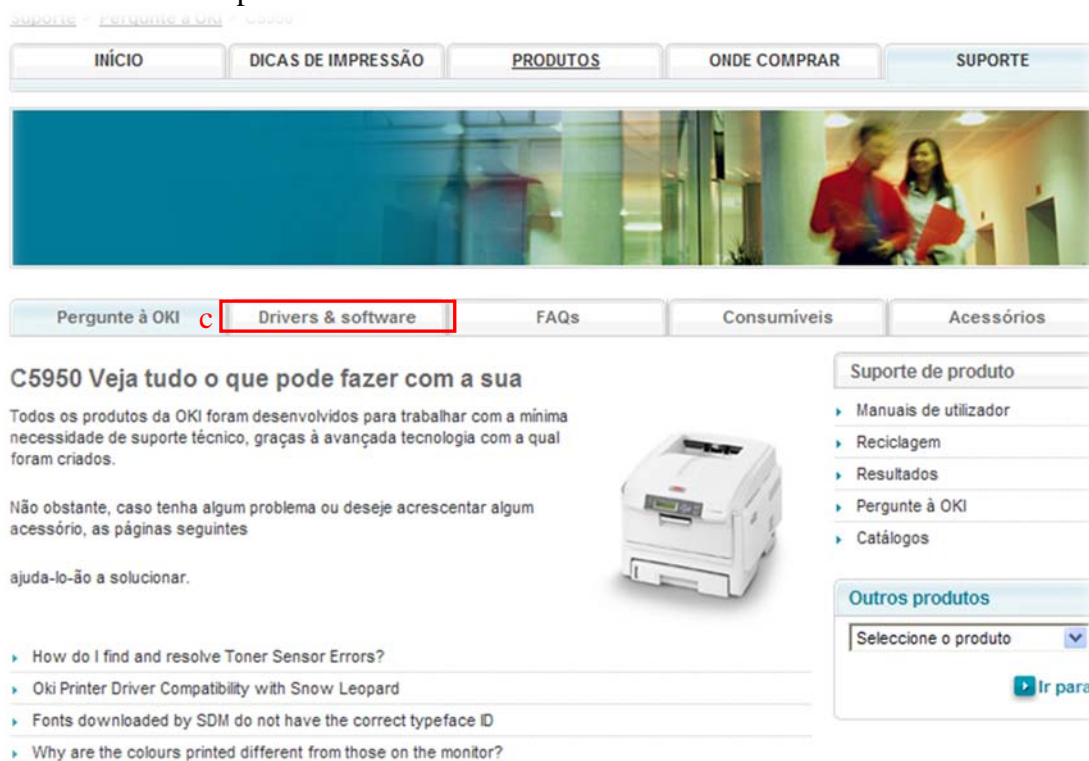 Suporte > Pergunte à OKI > C5950
INÍCIO
DICAS DE IMPRESSÃO
PRODUTOS
ONDE COMPRAR
SUPORTE
Pergunte à OKI
c
Drivers & software
FAQs
Consumíveis
Acessórios
C5950 Veja tudo o que pode fazer com a sua
Todos os produtos da OKI foram desenvolvidos para trabalhar com a mínima
necessidade de suporte técnico, graças à avançada tecnologia com a qual
foram criados.
Não obstante, caso tenha algum problema ou deseje acrescentar algum
acessório, as páginas seguintes
ajuda-lo-ão a solucionar.
How do I find and resolve Toner Sensor Errors?
Oki Printer Driver Compatibility with Snow Leopard
Fonts downloaded by SDM do not have the correct typeface ID
Why are the colours printed different from those on the monitor?
Suporte de produto
Manuais de utilizador
Reciclagem
Resultados
Pergunte à OKI
Catálogos
Outros produtos
Seleccione o produto
Ir para